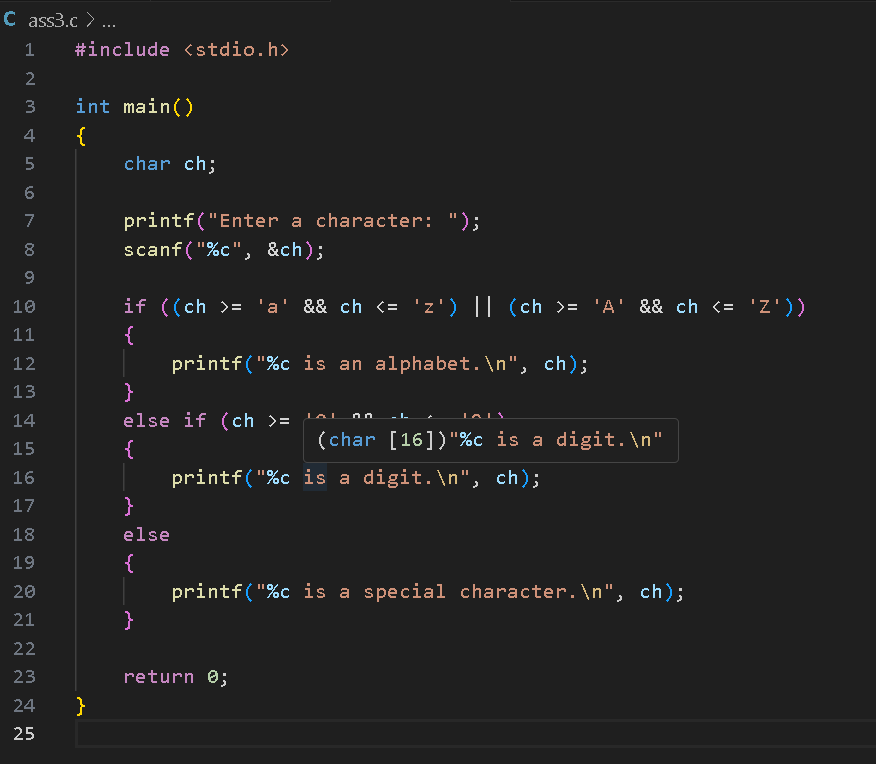 C ass3.c > ...
1 #include <stdio.h>
2
3 int main()
4 {
5 char ch;
6
7 printf("Enter a character: ");
8 scanf("%c", &ch);
9
10 if ((ch >= 'a' && ch <= 'z') || (ch >= 'A' && ch <= 'Z'))
11 {
12 printf("%c is an alphabet.\n", ch);
13 }
14 else if (ch >=
(char [16])"%c is a digit.\n"
15 {
16 printf("%c is a digit.\n", ch);
17 }
18 else
19 {
20 printf("%c is a special character.\n", ch);
21 }
22
23 return 0;
24 }
25